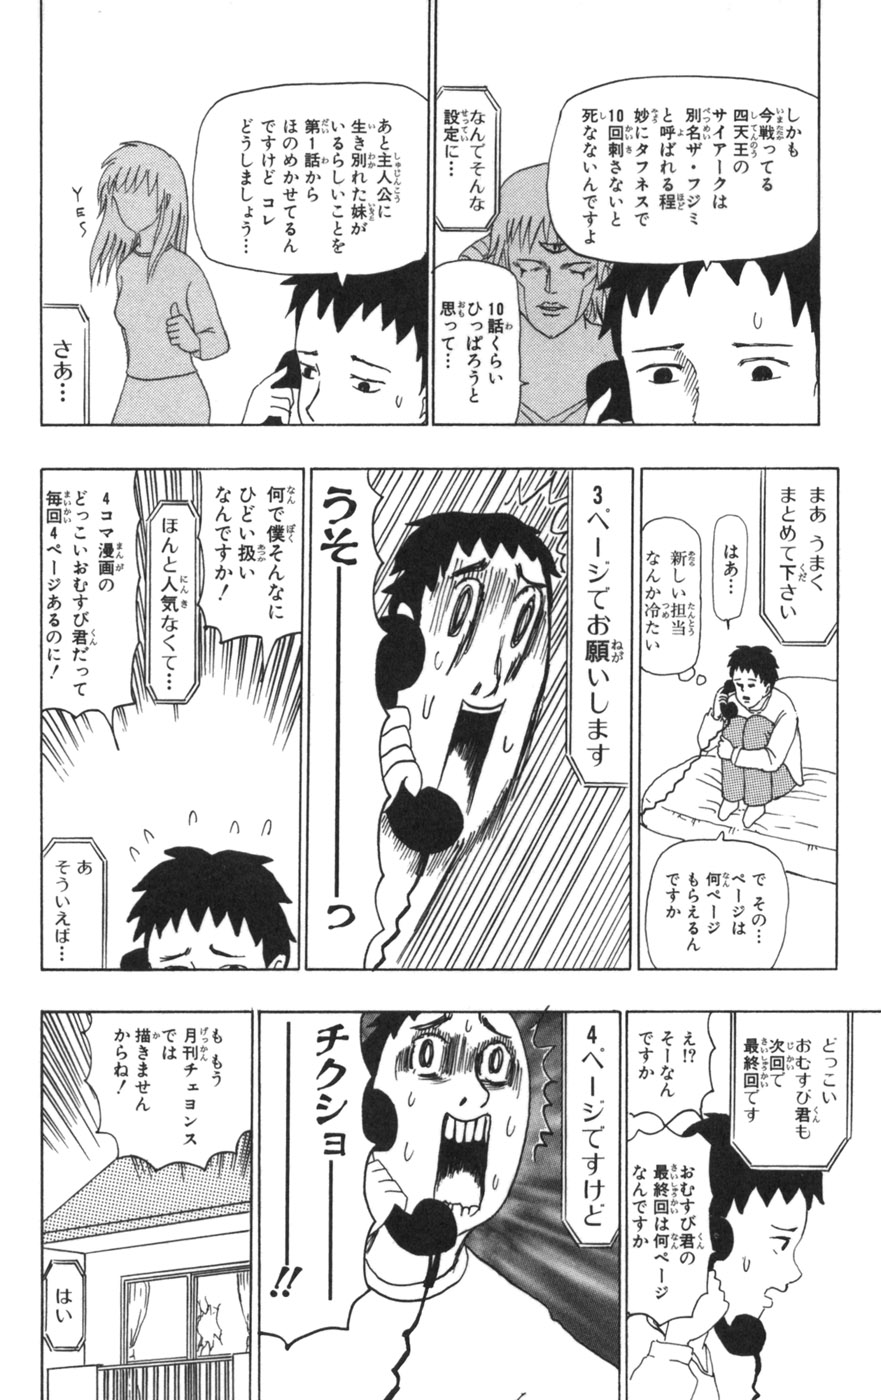 しかも
今戦ってる
四天王の
サイアークは
別名ザ・フジミ
と呼ばれる程
妙にタフネスで
10回刺さないと
死なないんですよ
なんでそんな
設定に…
10話くらい
ひっぱろうと
思って…
あと主人公に
生き別れた妹が
いるらしいことを
第1話から
ほのめかせてるん
ですけど コレ
どうしましょう…
YES
さあ…
まあ うまく
まとめて下さい
はぁ…
新しい担当
なんか冷たい
で その…
ページは
何ページ
もらえるん
ですか
3ページでお願いします
うそーーっ
何で僕そんなに
ひどい扱い
なんですか!
ほんと人気なくて…
4コマ漫画の
どっこいおむすび君だって
毎回4ページあるのに!
あ
そういえば…
どっこい
おむすび君も
次回で
最終回です
え!?
そーなん
ですか
おむすび君の
最終回は何ページ
なんですか
4ページですけど
チクショーー!!
も もう
月刊チェヨンス
では
描きません
からね!
はい